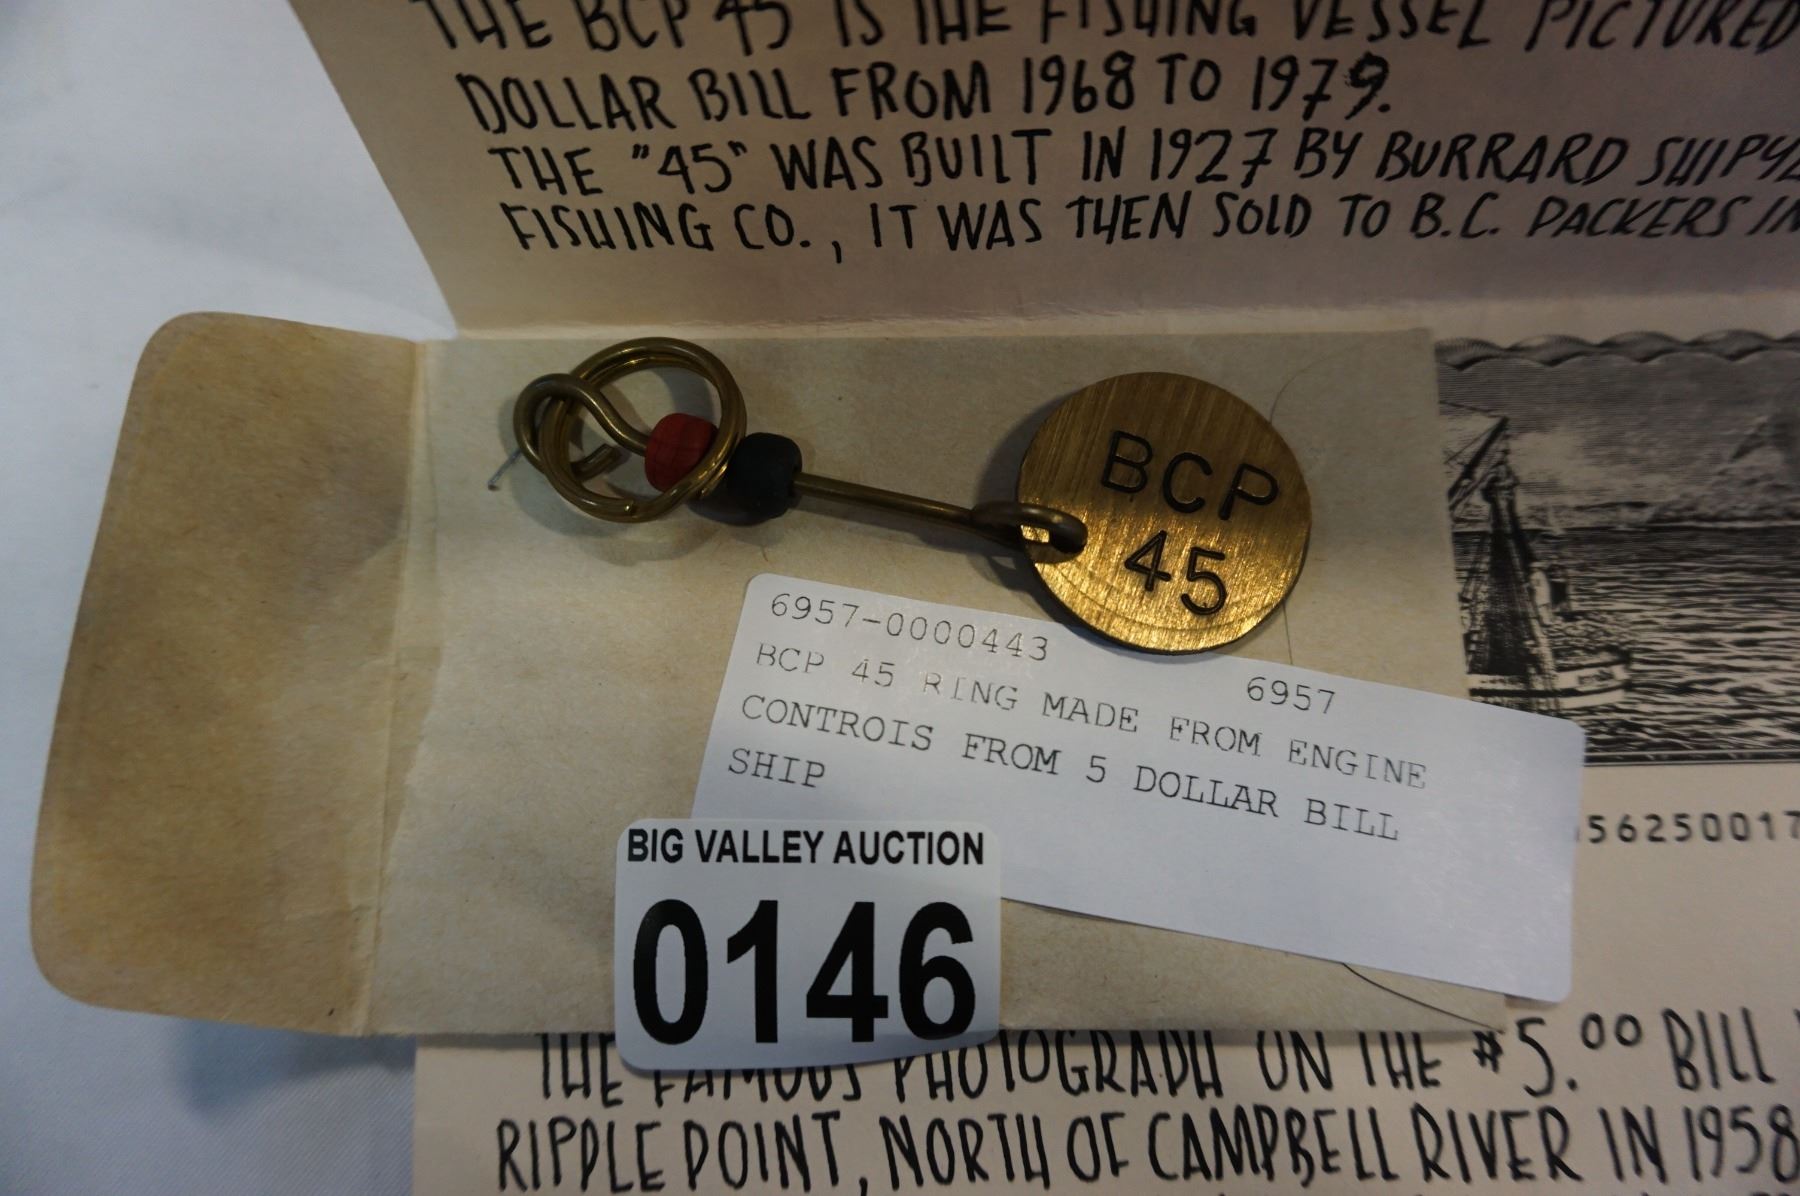 THE BCP 45 IS THE FISHING VESSEL PICTURED
DOLLAR BILL FROM 1968 TO 1979.
THE "45" WAS BUILT IN 1927 BY BURRARD SHIPY
FISHING CO., IT WAS THEN SOLD TO B.C. PACKERS IN
BCP
45
6957-0000443 6957
BCP 45 RING MADE FROM ENGINE
CONTROIS FROM 5 DOLLAR BILL
SHIP
BIG VALLEY AUCTION
0146
56250017
THE FAMOUS PHOTOGRAPH ON THE $5.00 BILL
RIPPLE POINT, NORTH OF CAMPBELL RIVER IN 1958